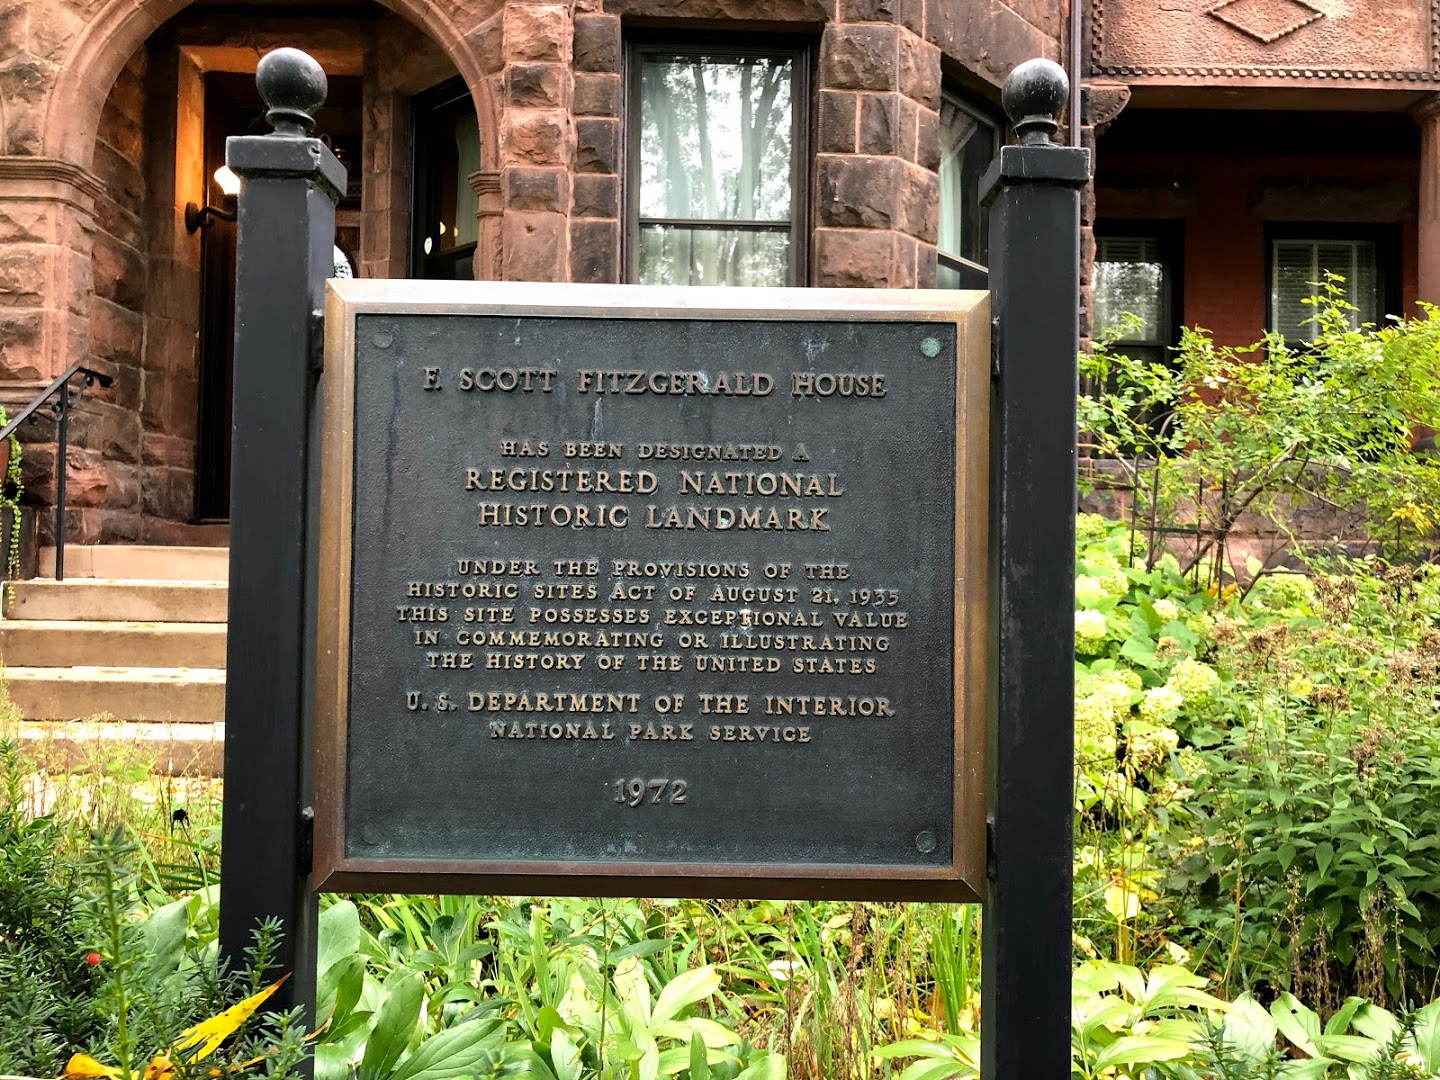 F. SCOTT FITZGERALD HOUSE
HAS BEEN DESIGNATED A
REGISTERED NATIONAL
HISTORIC LANDMARK
UNDER THE PROVISIONS OF THE
HISTORIC SITES ACT OF AUGUST 21, 1935
THIS SITE POSSESSES EXCEPTIONAL VALUE
IN COMMEMORATING OR ILLUSTRATING
THE HISTORY OF THE UNITED STATES
U. S. DEPARTMENT OF THE INTERIOR
NATIONAL PARK SERVICE
1972